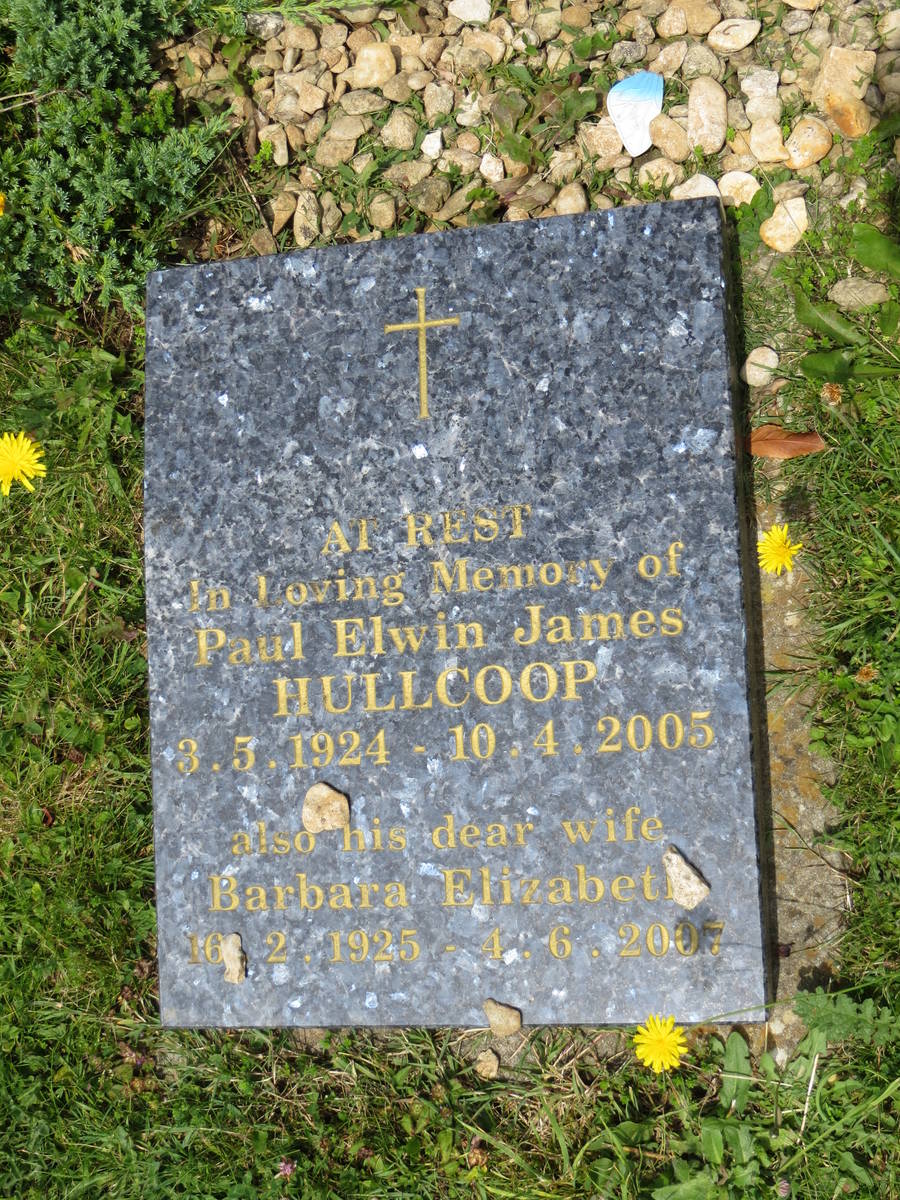 AT REST
In Loving Memory of
Paul Elwin James
HULLCOOP
3 . 5 . 1924 - 10 . 4 . 2005
also his dear wife
Barbara Elizabeth
16 . 2 . 1925 - 4 . 6 . 2007